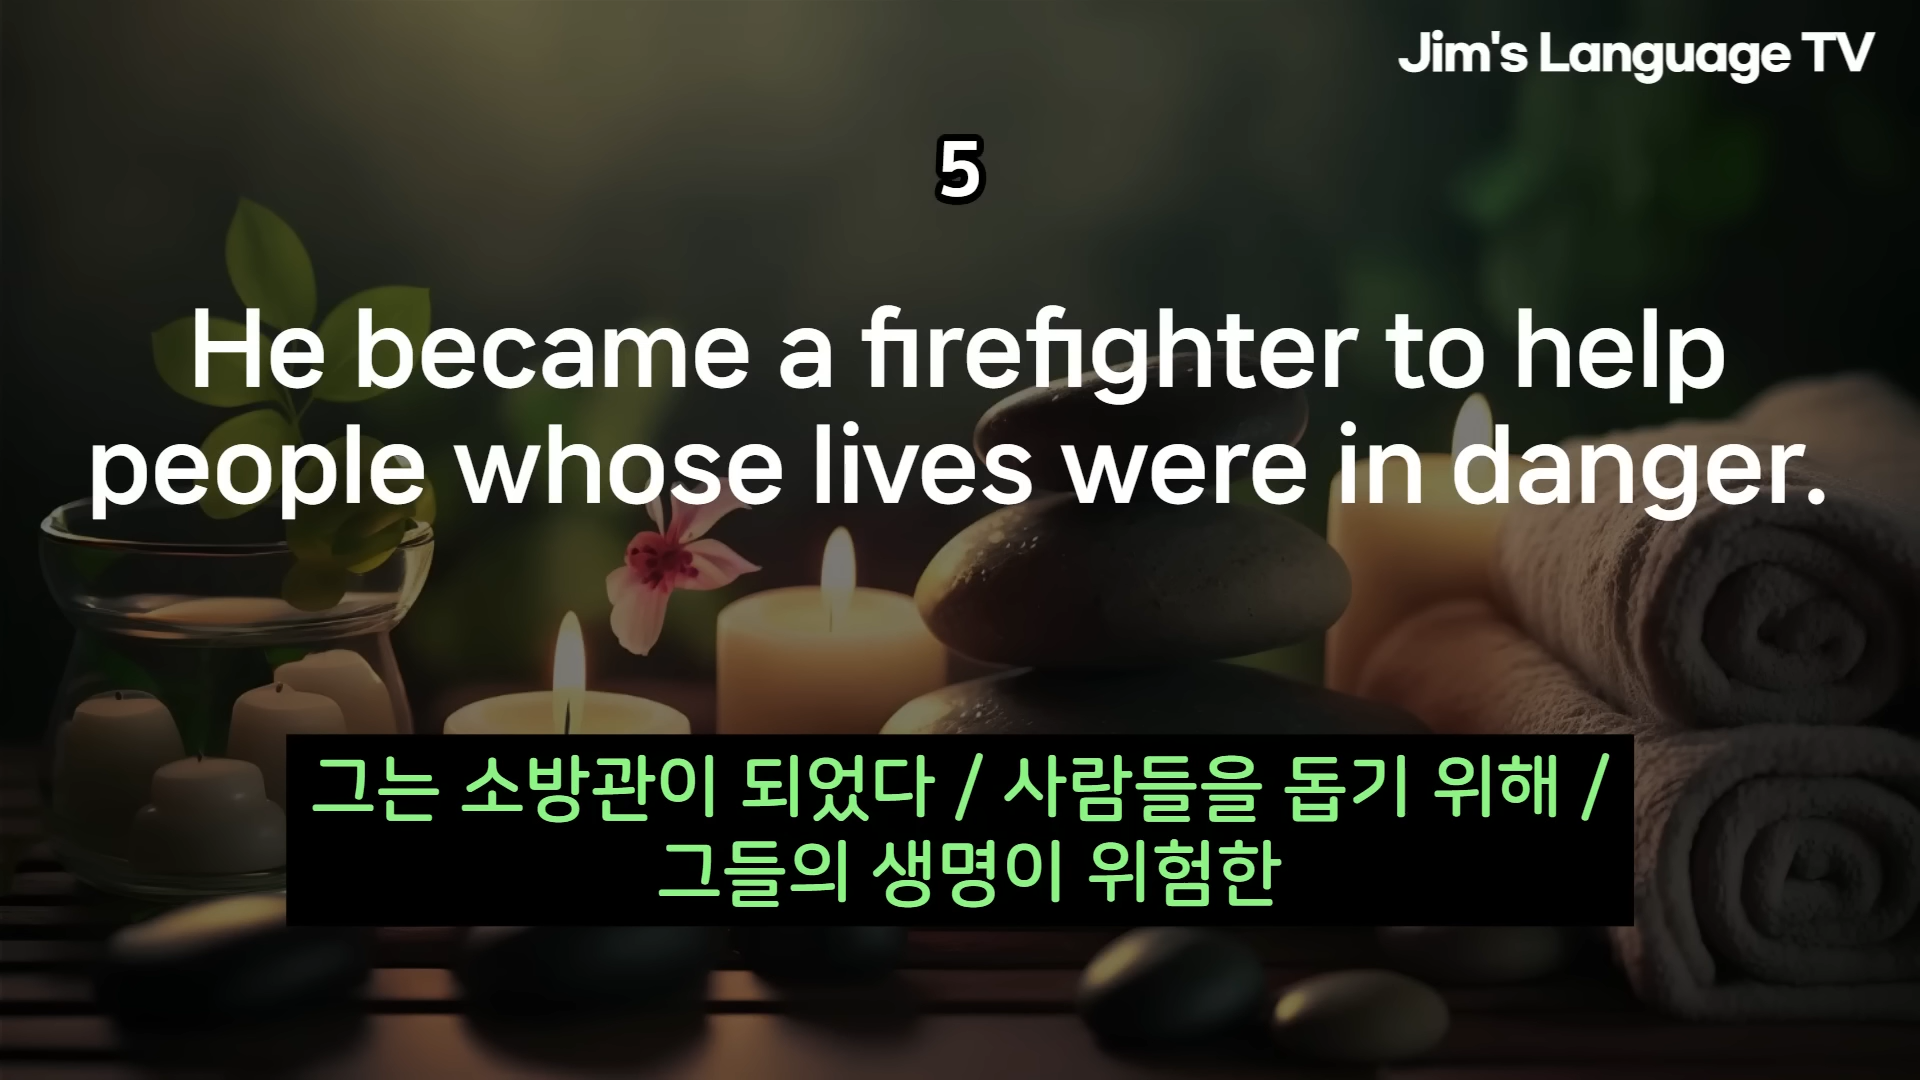 Jim's Language TV
5
He became a firefighter to help
people whose lives were in danger.
그는 소방관이 되었다 / 사람들을 돕기 위해 /
그들의 생명이 위험한